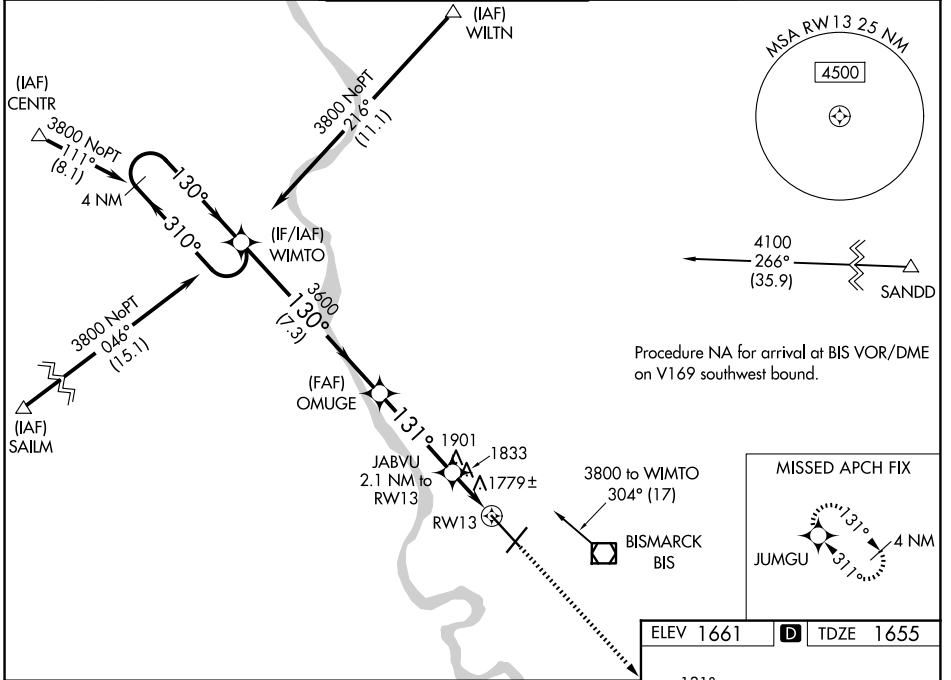 (IAF)
WILTN
MSA RW13 25 NM
4500
(IAF)
CENTR
3800 NoPT
216°
(11.1)
3800 NoPT
111°
(8.1)
4 NM
130°
310°
(IF/IAF)
WIMTO
4100
266°
(35.9)
SANDD
3800 NoPT
046°
(15.1)
3600
130°
(7.3)
Procedure NA for arrival at BIS VOR/DME
on V169 southwest bound.
(IAF)
SAILM
(FAF)
OMUGE
131°
1901
1833
1779±
JABVU
2.1 NM to
RW13
RW13
3800 to WIMTO
304° (17)
BISMARCK
BIS
MISSED APCH FIX
131°
4 NM
JUMGU
311°
ELEV 1661
D
TDZE 1655